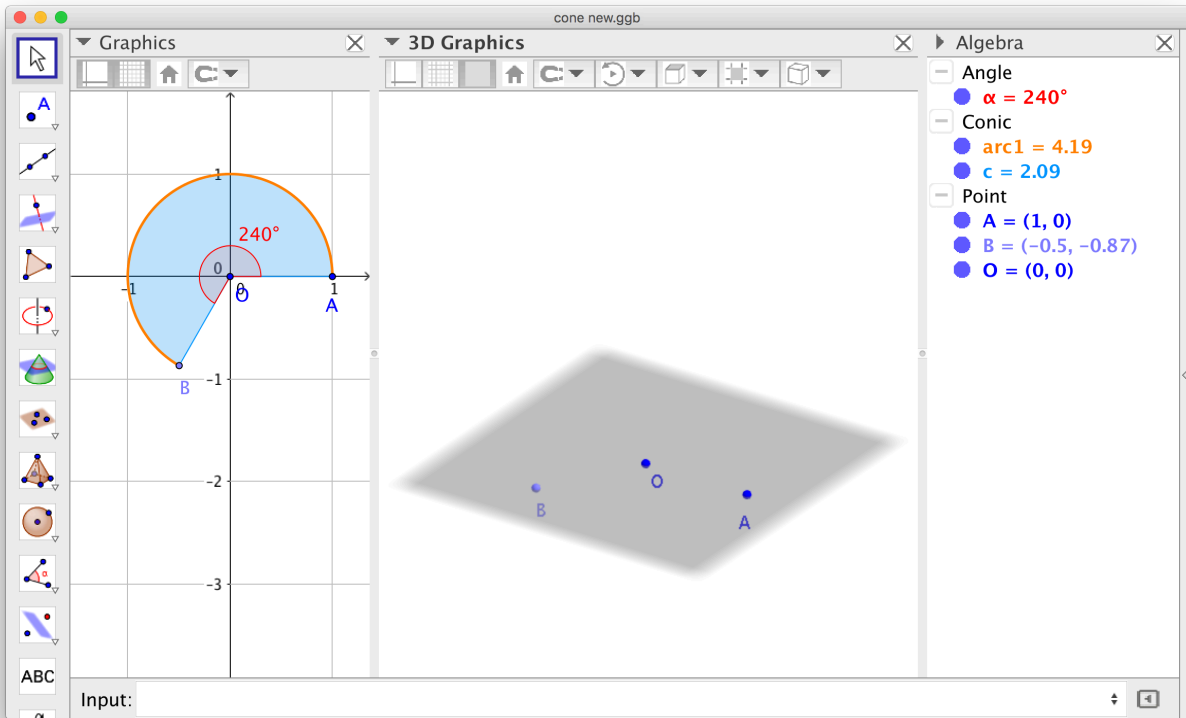 cone new.ggb
Graphics
3D Graphics
Algebra
A
ABC
α
1
240°
0
-1
0
1
O
A
B
-1
-2
-3
O
B
A
Angle
α = 240°
Conic
arc1 = 4.19
c = 2.09
Point
A = (1, 0)
B = (−0.5, −0.87)
O = (0, 0)
Input: